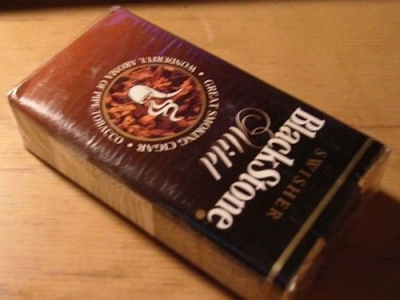 SWISHER
BlackStone®
Mild
• GREAT SMOKING CIGAR •
WONDERFUL AROMA OF PIPE TOBACCO